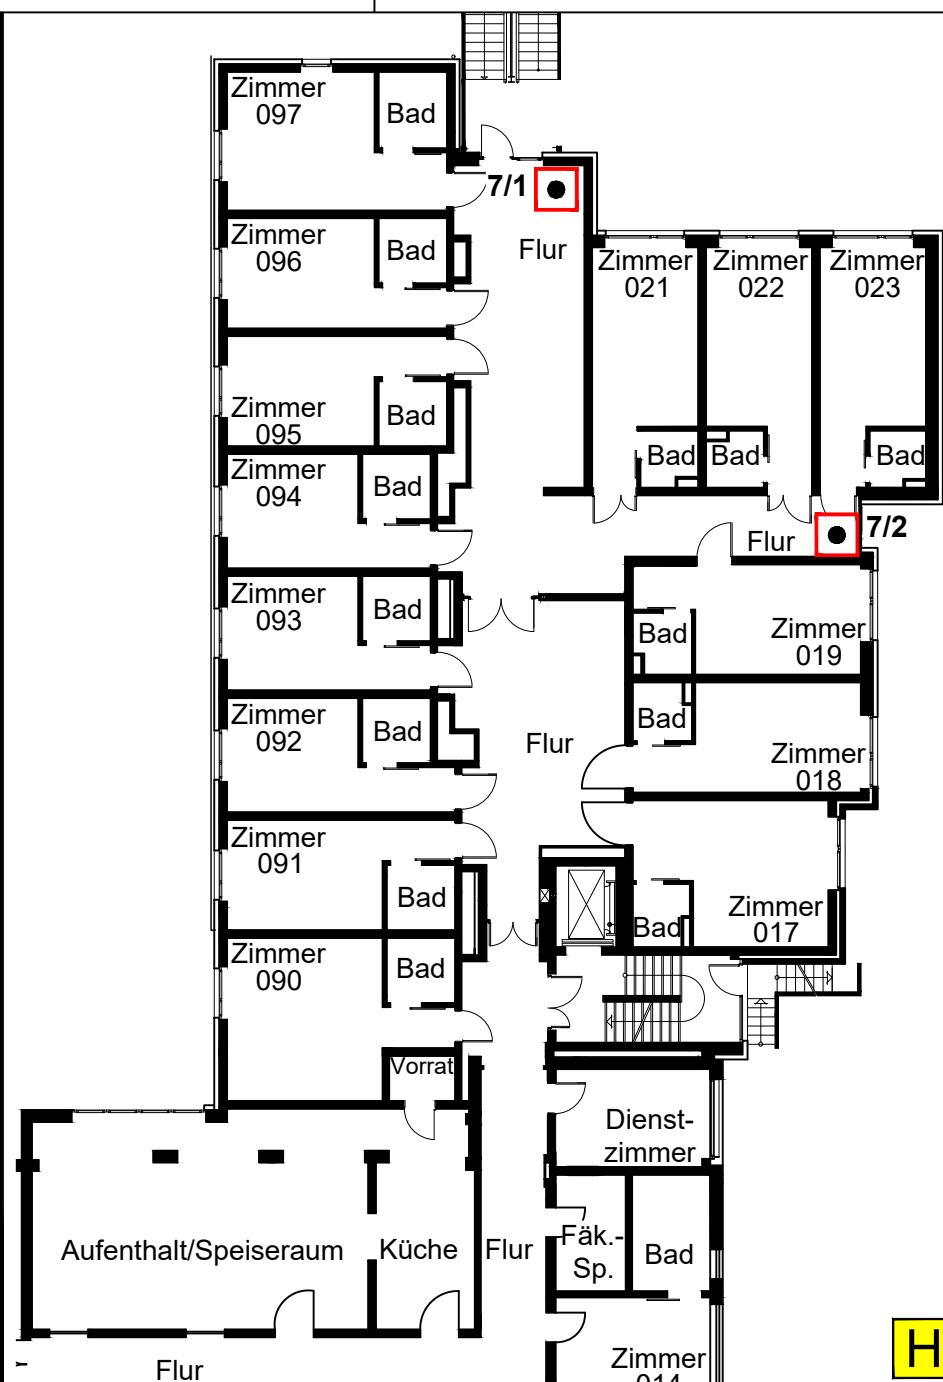 Zimmer
097
Bad
7/1
Flur
Zimmer
096
Bad
Zimmer
021
Zimmer
022
Zimmer
023
Zimmer
095
Bad
Bad
Bad
Bad
Zimmer
094
Bad
7/2
Flur
Zimmer
093
Bad
Bad
Zimmer
019
Zimmer
092
Bad
Bad
Flur
Zimmer
018
Zimmer
091
Bad
Bad
Zimmer
017
Zimmer
090
Bad
Vorrat
Dienst-
zimmer
Aufenthalt/Speiseraum
Küche
Flur
Fäk.-
Sp.
Bad
H
Zimmer
014
Flur